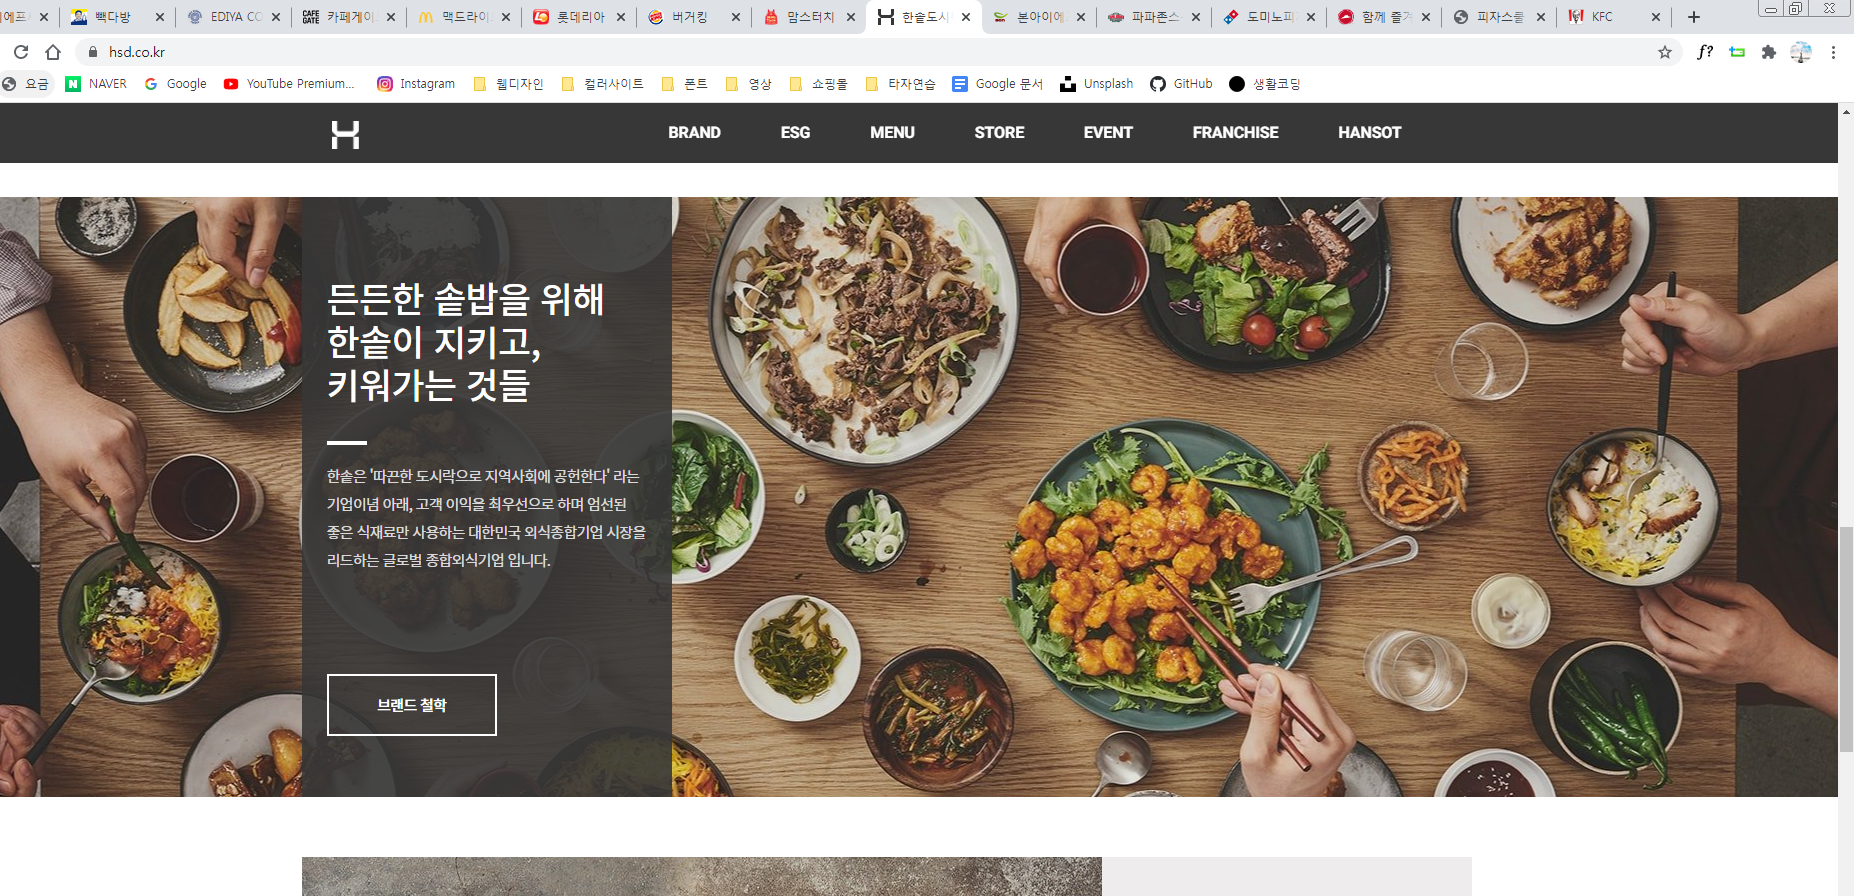 에프
빽다방
EDIYA CO
카페게이
맥드라이
롯데리아
버거킹
맘스터치
한솥도시
본아이에
파파존스
도미노피
함께 즐겨
피자스쿨
KFC
hsd.co.kr
f?
요금
NAVER
Google
YouTube Premium...
Instagram
웹디자인
컬러사이트
폰트
영상
쇼핑몰
타자연습
Google 문서
Unsplash
GitHub
생활코딩
BRAND
ESG
MENU
STORE
EVENT
FRANCHISE
HANSOT
든든한 솥밥을 위해
한솥이 지키고,
키워가는 것들
한솥은 '따끈한 도시락으로 지역사회에 공헌한다' 라는
기업이념 아래, 고객 이익을 최우선으로 하며 엄선된
좋은 식재료만 사용하는 대한민국 외식종합기업 시장을
리드하는 글로벌 종합외식기업 입니다.
브랜드 철학